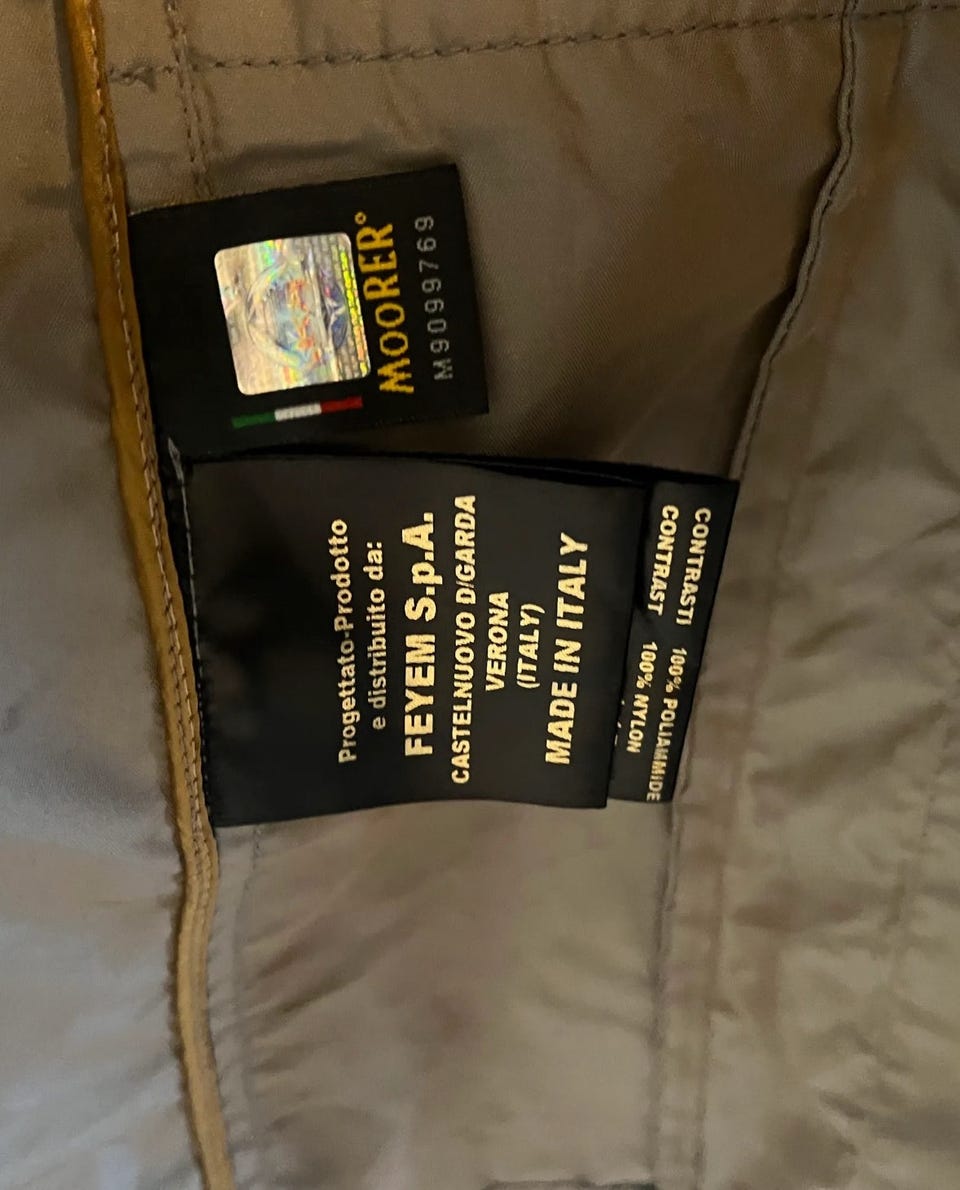 MOORER°
M9099769
Progettato-Prodotto
e distribuito da:
FEYEM S.p.A.
CASTELNUOVO D/GARDA
VERONA
(ITALY)
MADE IN ITALY
CONTRAST 100% NYLON
CONTRASTI 100% POLIAMMIDE